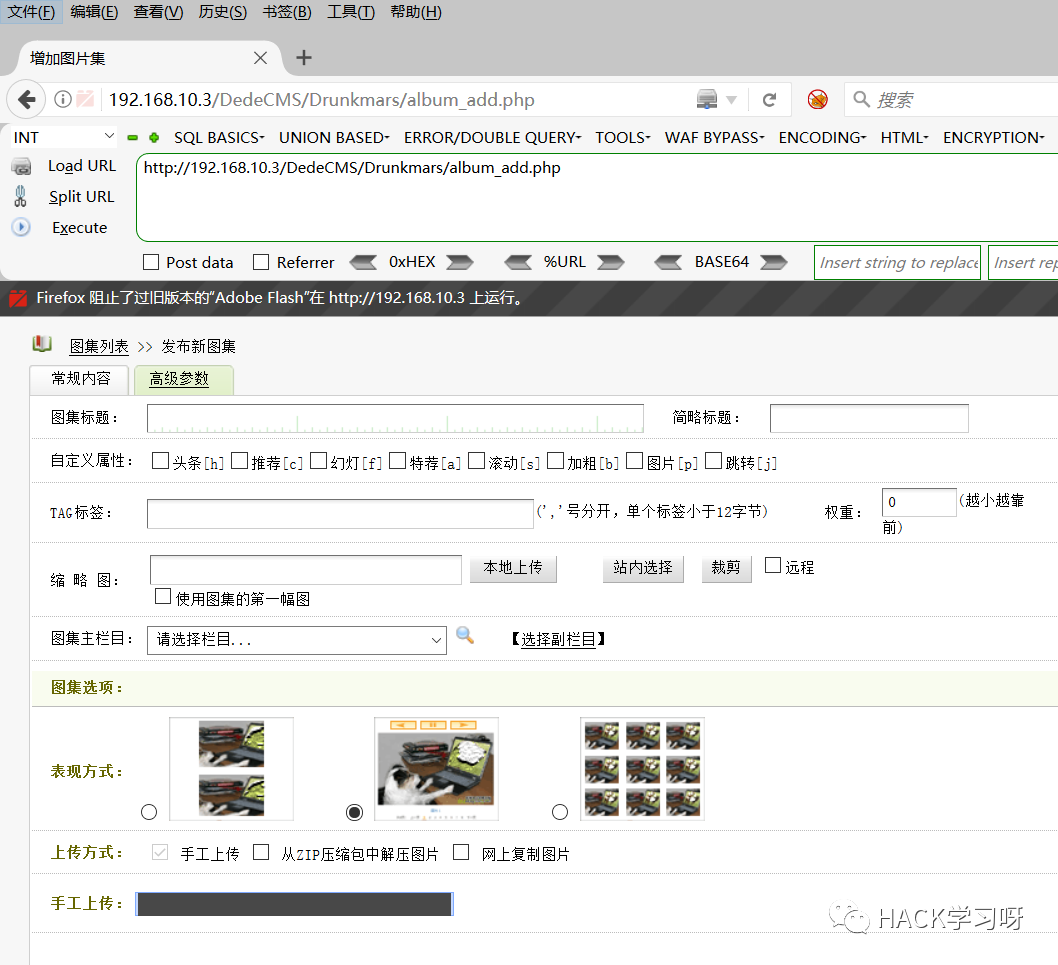 文件(F) 编辑(E) 查看(V) 历史(S) 书签(B) 工具(T) 帮助(H)
增加图片集
192.168.10.3/DedeCMS/Drunkmars/album_add.php 搜索
INT SQL BASICS UNION BASED ERROR/DOUBLE QUERY TOOLS WAF BYPASS ENCODING HTML ENCRYPTION
Load URL http://192.168.10.3/DedeCMS/Drunkmars/album_add.php
Split URL
Execute
Post data Referrer 0xHEX %URL BASE64 Insert string to replace Insert rep
Firefox 阻止了过旧版本的“Adobe Flash”在 http://192.168.10.3 上运行。
图集列表 >> 发布新图集
常规内容 高级参数
图集标题： 简略标题：
自定义属性： 头条[h] 推荐[c] 幻灯[f] 特荐[a] 滚动[s] 加粗[b] 图片[p] 跳转[j]
TAG标签： (','号分开，单个标签小于12字节) 权重： 0 (越小越靠
前)
缩 略 图： 本地上传 站内选择 裁剪 远程
使用图集的第一幅图
图集主栏目： 请选择栏目... 【选择副栏目】
图集选项：
表现方式：
上传方式： 手工上传 从ZIP压缩包中解压图片 网上复制图片
手工上传：
HACK学习呀